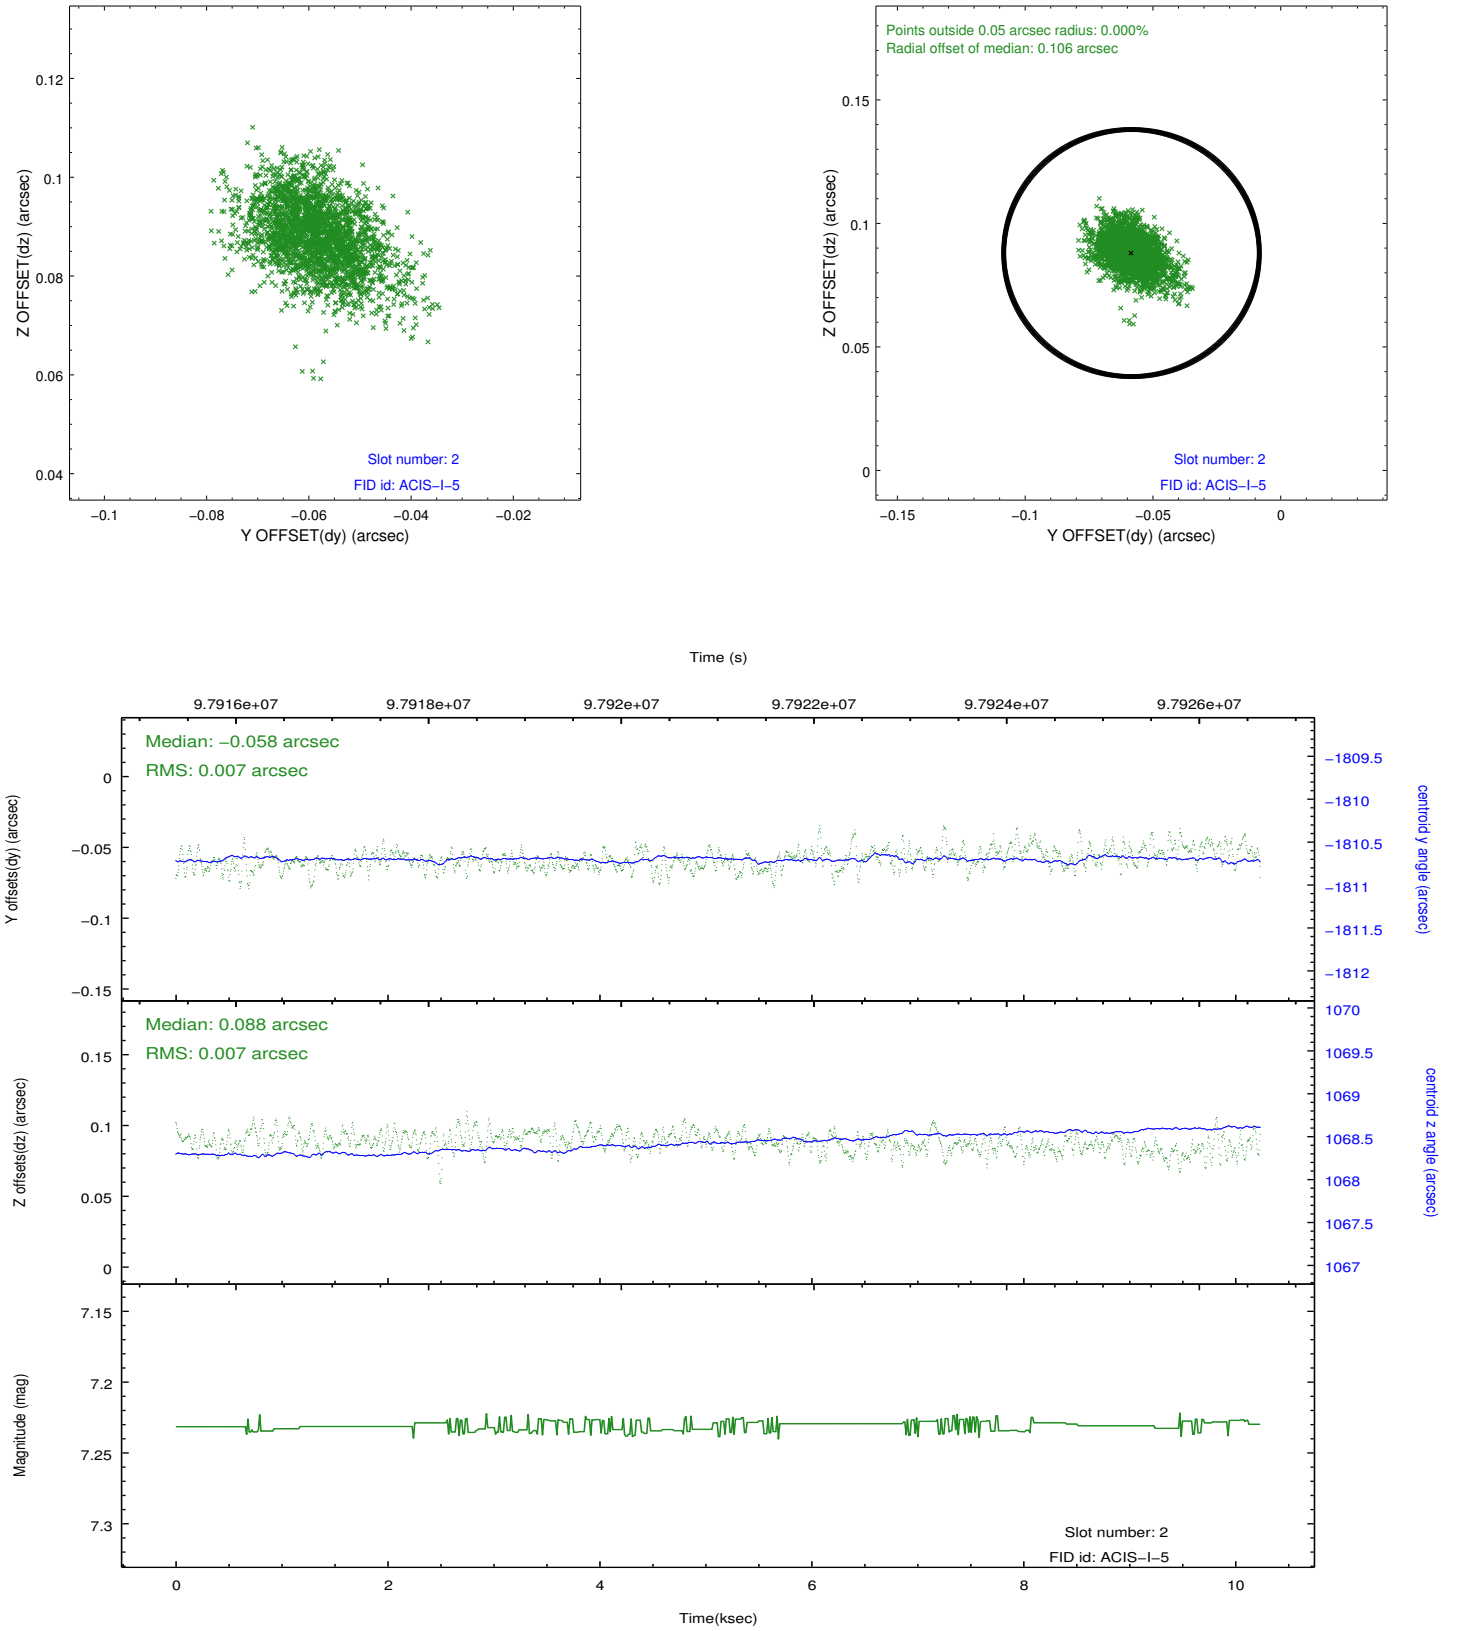 0.12
0.1
0.08
0.06
0.04
Z OFFSET(dz) (arcsec)
Slot number: 2
FID id: ACIS−I−5
−0.1 −0.08 −0.06 −0.04 −0.02
Y OFFSET(dy) (arcsec)
Points outside 0.05 arcsec radius: 0.000%
Radial offset of median: 0.106 arcsec
0.15
0.1
0.05
0
Z OFFSET(dz) (arcsec)
Slot number: 2
FID id: ACIS−I−5
−0.15 −0.1 −0.05 0
Y OFFSET(dy) (arcsec)
Time (s)
9.7916e+07 9.7918e+07 9.792e+07 9.7922e+07 9.7924e+07 9.7926e+07
Median: −0.058 arcsec
RMS: 0.007 arcsec
0
−0.05
−0.1
−0.15
Y offsets(dy) (arcsec)
−1809.5
−1810
−1810.5
−1811
−1811.5
−1812
centroid y angle (arcsec)
Median: 0.088 arcsec
RMS: 0.007 arcsec
0.15
0.1
0.05
0
Z offsets(dz) (arcsec)
1070
1069.5
1069
1068.5
1068
1067.5
1067
centroid z angle (arcsec)
7.15
7.2
7.25
7.3
Magnitude (mag)
Slot number: 2
FID id: ACIS−I−5
0 2 4 6 8 10
Time(ksec)